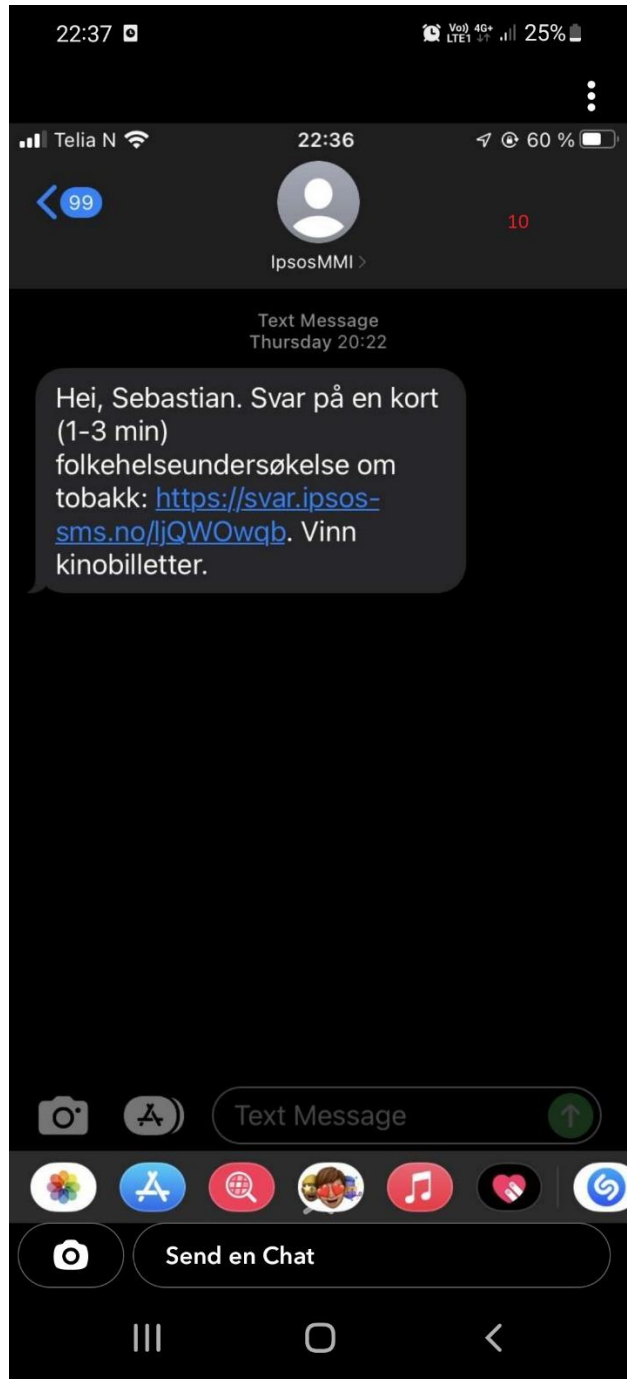 22:37 Vo) 4G+ LTE1 25%
Telia N 22:36 60 %
99
10
IpsosMMI
Text Message
Thursday 20:22
Hei, Sebastian. Svar på en kort
(1-3 min)
folkehelseundersøkelse om
tobakk: https://svar.ipsos-
sms.no/ljQWOwqb. Vinn
kinobilletter.
Text Message
Send en Chat